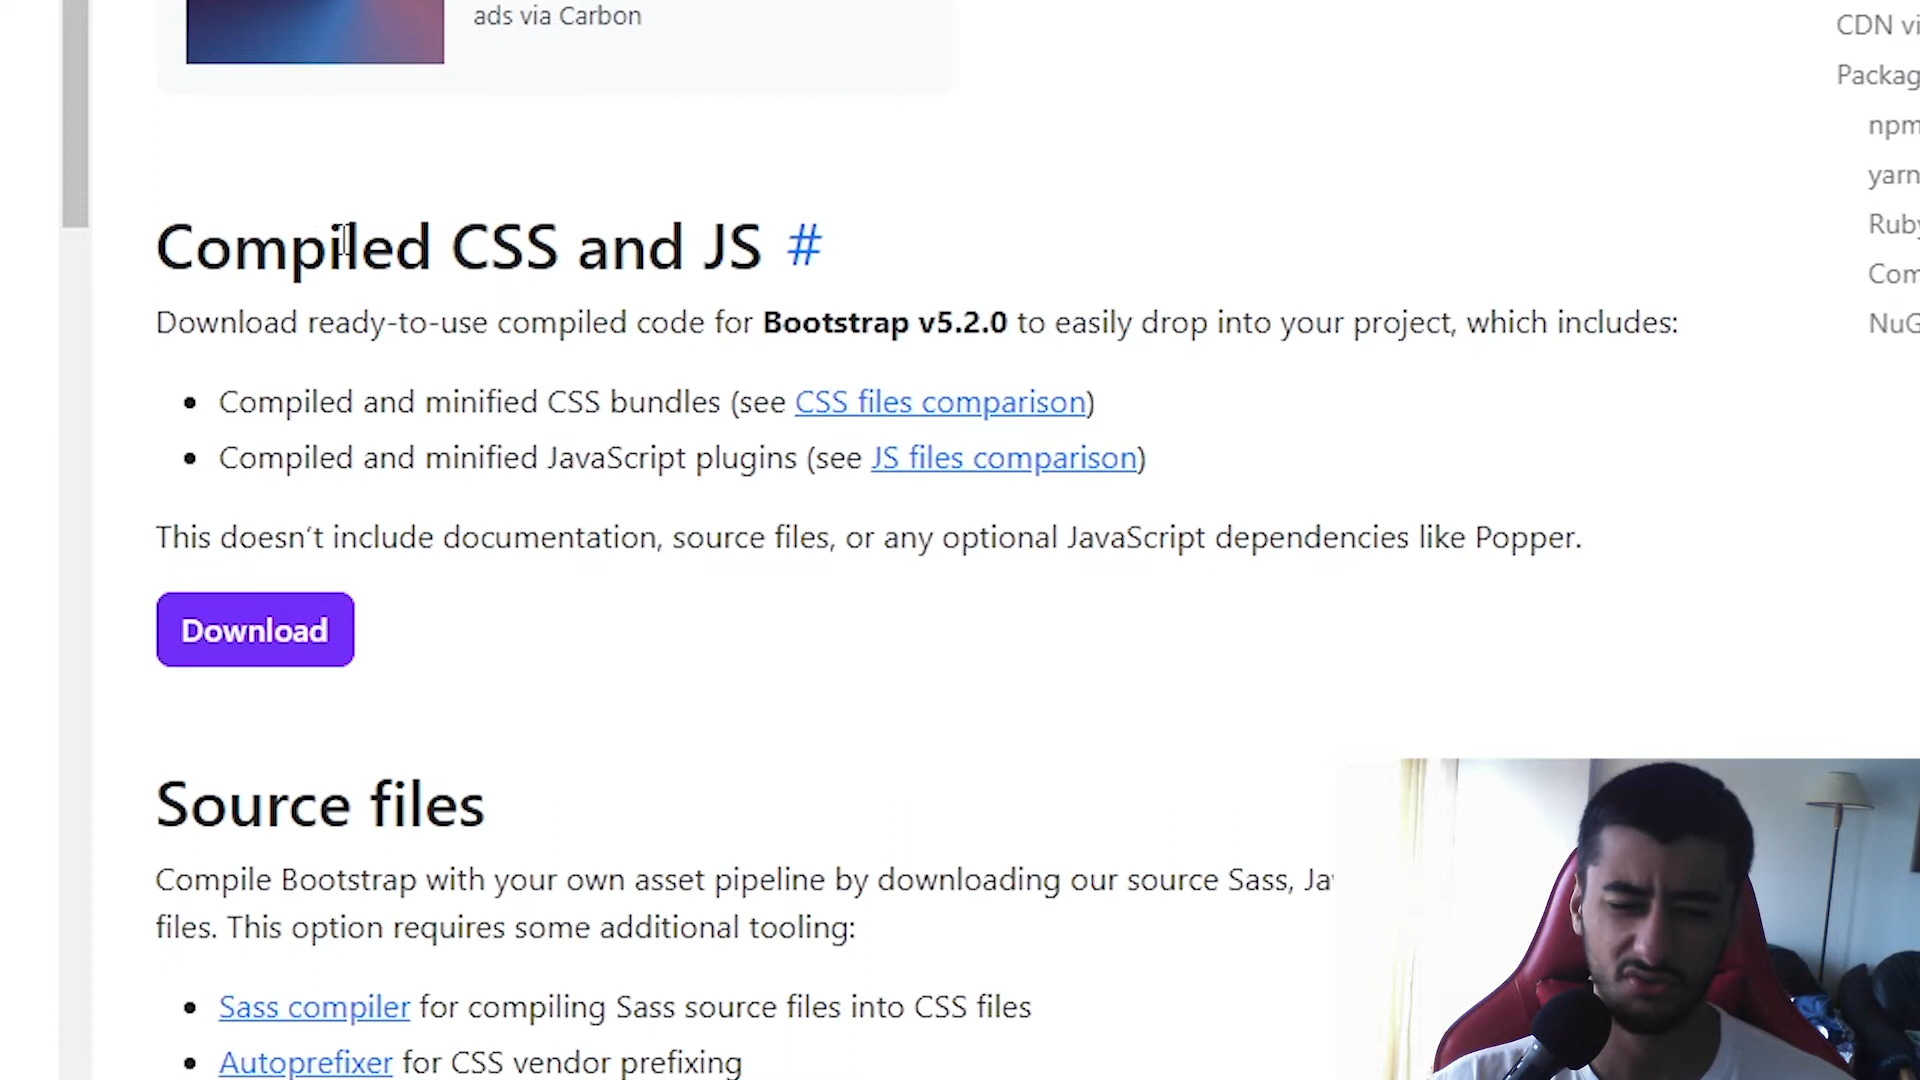 ads via Carbon
CDN vi
Packag
npm
yarn
Ruby
Com
NuG
Compiled CSS and JS #
Download ready-to-use compiled code for Bootstrap v5.2.0 to easily drop into your project, which includes:
• Compiled and minified CSS bundles (see CSS files comparison)
• Compiled and minified JavaScript plugins (see JS files comparison)
This doesn’t include documentation, source files, or any optional JavaScript dependencies like Popper.
Download
Source files
Compile Bootstrap with your own asset pipeline by downloading our source Sass, Ja
files. This option requires some additional tooling:
• Sass compiler for compiling Sass source files into CSS files
• Autoprefixer for CSS vendor prefixing